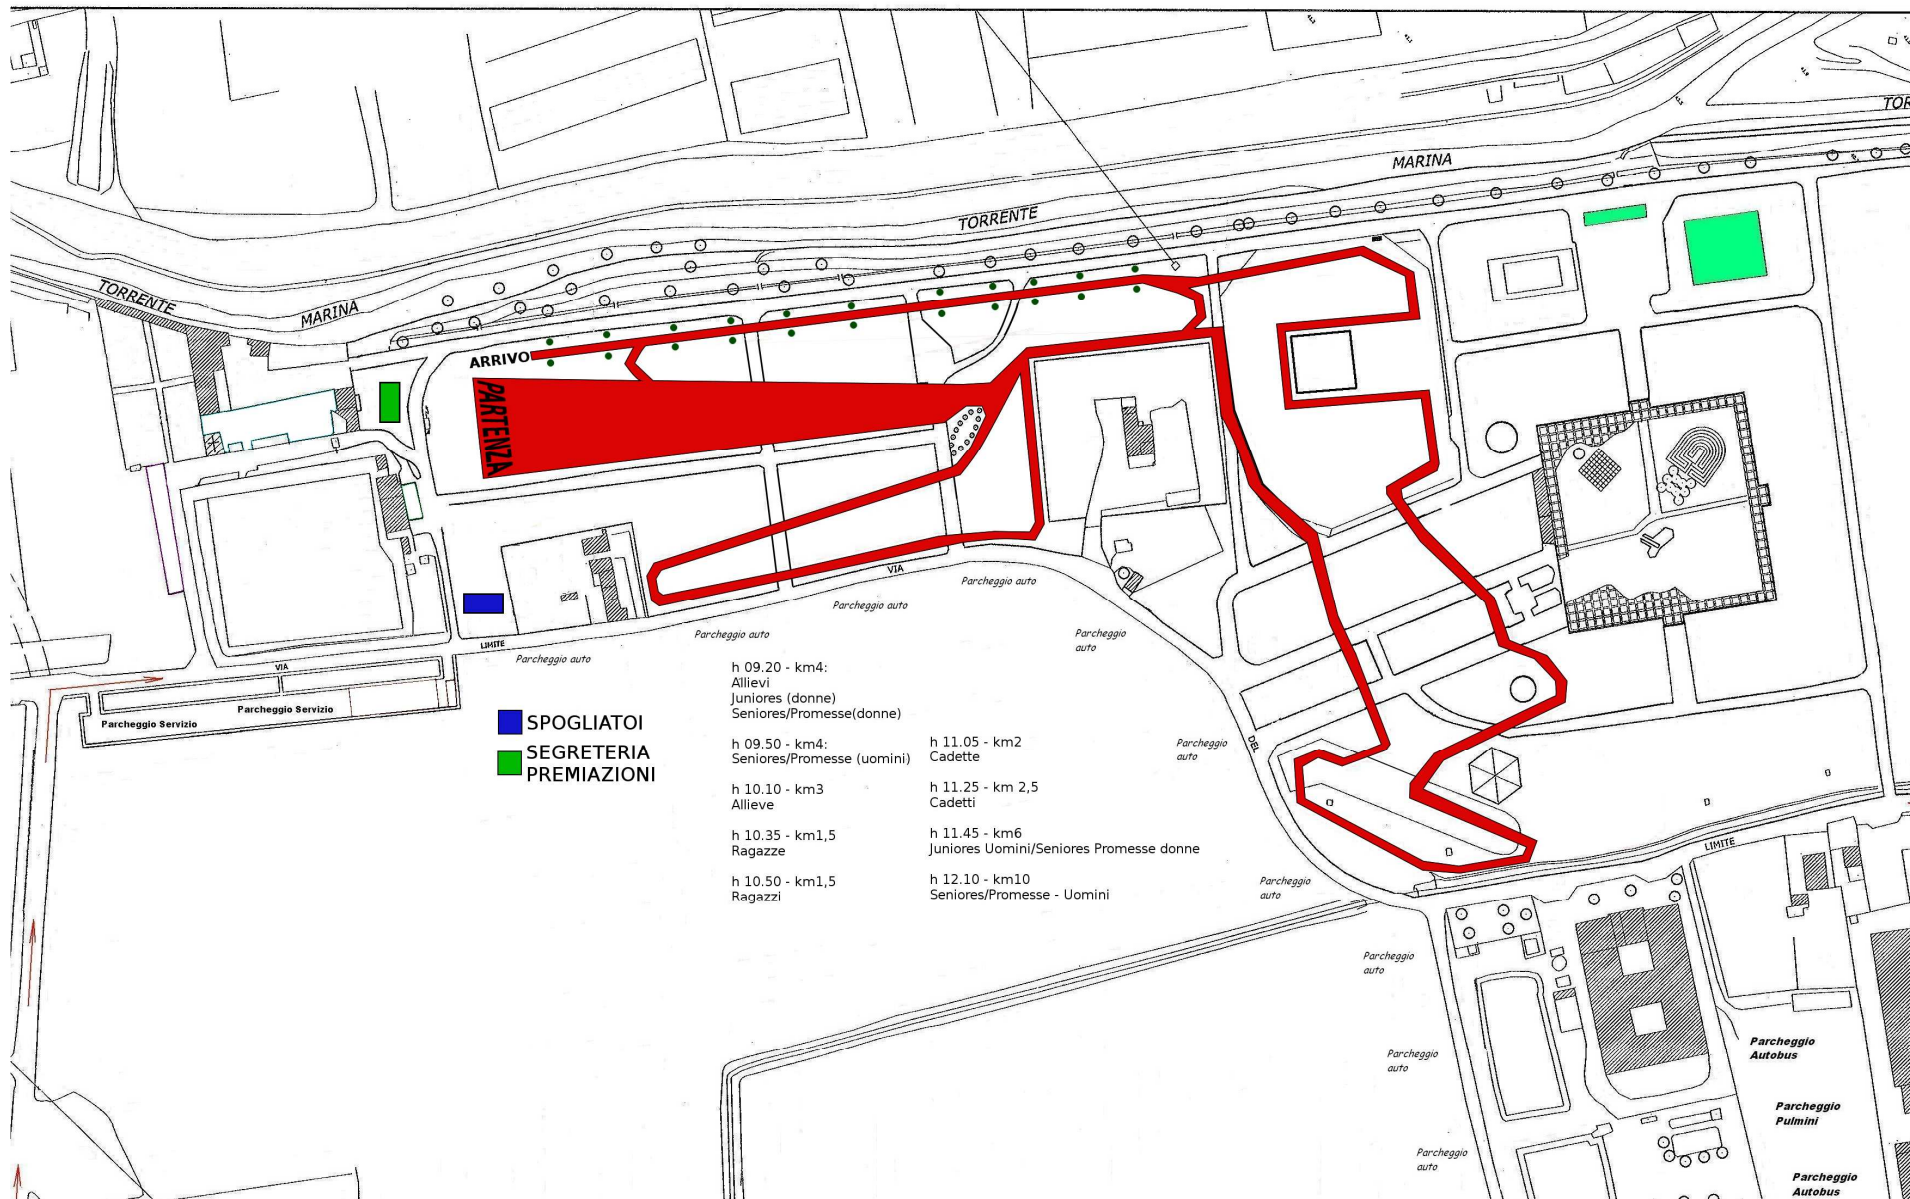 TOR
MARINA
TORRENTE
TORRENTE
MARINA
ARRIVO
PARTENZA
VIA
Parcheggio auto
Parcheggio auto
Parcheggio auto
Parcheggio
auto
LIMITE
Parcheggio auto
VIA
Parcheggio Servizio
Parcheggio Servizio
SPOGLIATOI
SEGRETERIA
PREMIAZIONI
h 09.20 - km4:
Allievi
Juniores (donne)
Seniores/Promesse(donne)
h 09.50 - km4:
Seniores/Promesse (uomini)
h 10.10 - km3
Allieve
h 10.35 - km1,5
Ragazze
h 10.50 - km1,5
Ragazzi
h 11.05 - km2
Cadette
h 11.25 - km 2,5
Cadetti
h 11.45 - km6
Juniores Uomini/Seniores Promesse donne
h 12.10 - km10
Seniores/Promesse - Uomini
Parcheggio
auto
DEL
LIMITE
Parcheggio
auto
Parcheggio
auto
Parcheggio
auto
Parcheggio
auto
Parcheggio
Autobus
Parcheggio
Pulmini
Parcheggio
Autobus